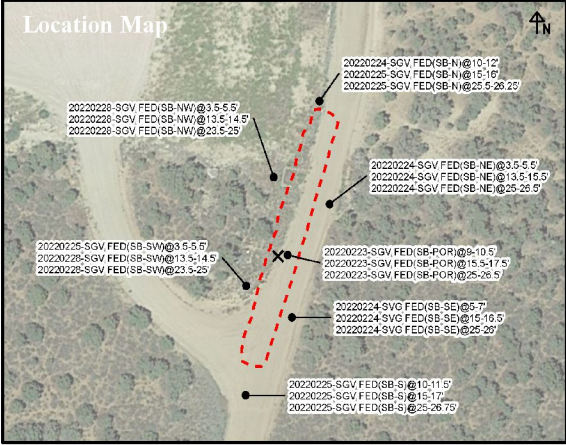 Location Map
N
20220224-SGV,FED(SB-N)@10-12'
20220225-SGV,FED(SB-N)@15-16'
20220225-SGV,FED(SB-N)@25.5-26.25'
20220228-SGV,FED(SB-NW)@3.5-5.5'
20220228-SGV,FED(SB-NW)@13.5-14.5'
20220228-SGV,FED(SB-NW)@23.5-25'
20220224-SGV,FED(SB-NE)@3.5-5.5'
20220224-SGV,FED(SB-NE)@13.5-15.5'
20220224-SGV,FED(SB-NE)@25-26.5'
20220225-SGV,FED(SB-SW)@3.5-5.5'
20220228-SGV,FED(SB-SW)@13.5-14.5'
20220228-SGV,FED(SB-SW)@23.5-25'
20220223-SGV,FED(SB-POR)@9-10.5'
20220223-SGV,FED(SB-POR)@15.5-17.5'
20220223-SGV,FED(SB-POR)@25-26.5'
20220224-SVG FED(SB-SE)@5-7'
20220224-SVG FED(SB-SE)@15-16.5'
20220224-SVG FED(SB-SE)@25-26'
20220225-SGV,FED(SB-S)@10-11.5'
20220225-SGV,FED(SB-S)@15-17'
20220225-SGV,FED(SB-S)@25-26.75'